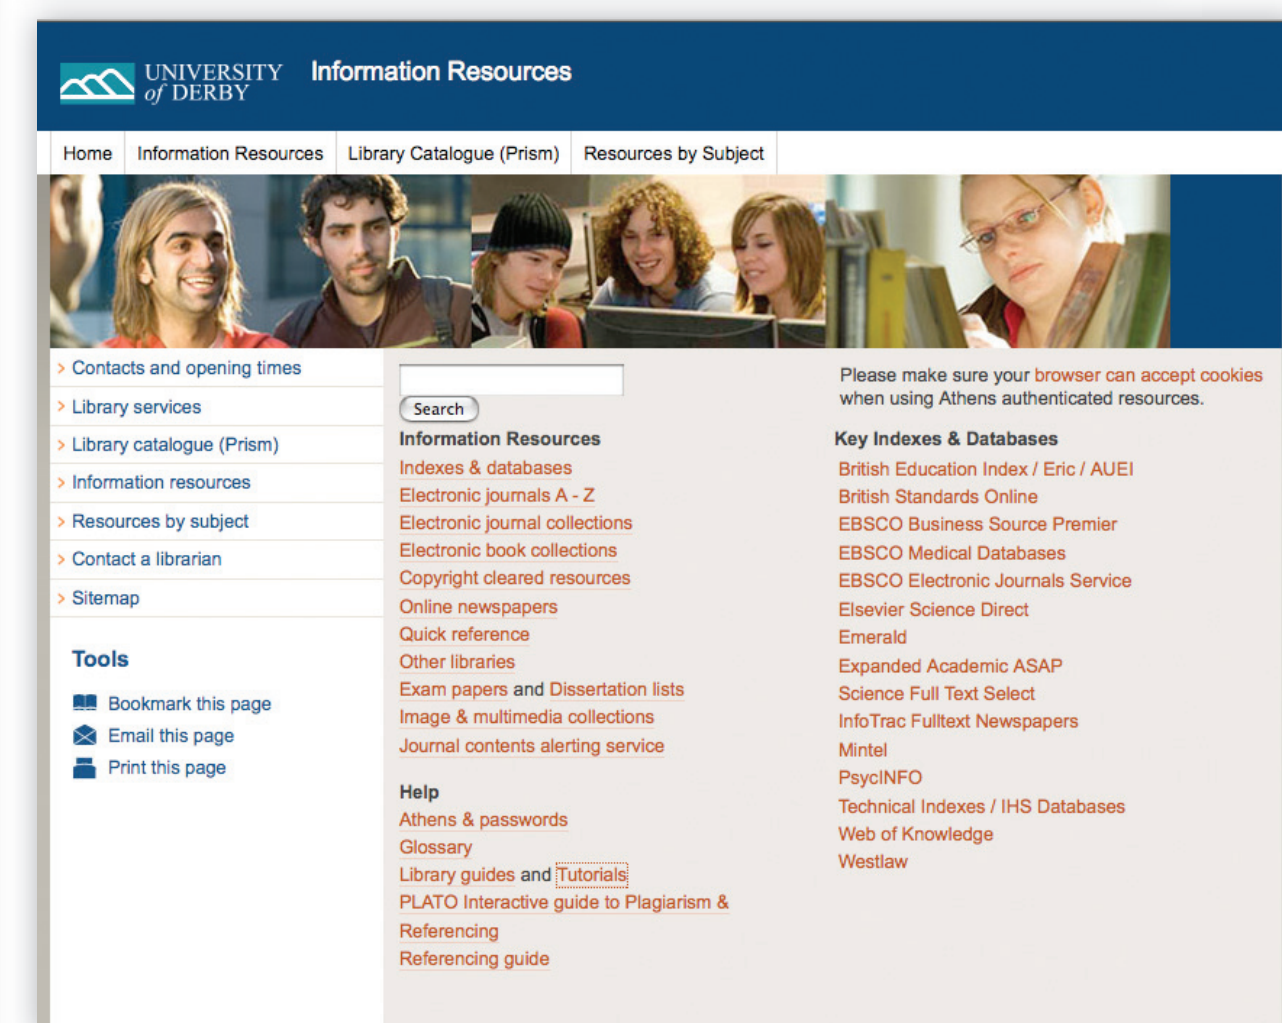 UNIVERSITY
of DERBY
Information Resources
Home Information Resources Library Catalogue (Prism) Resources by Subject
Contacts and opening times
Library services
Library catalogue (Prism)
Information resources
Resources by subject
Contact a librarian
Sitemap
Tools
Bookmark this page
Email this page
Print this page
Search
Information Resources
Indexes & databases
Electronic journals A - Z
Electronic journal collections
Electronic book collections
Copyright cleared resources
Online newspapers
Quick reference
Other libraries
Exam papers and Dissertation lists
Image & multimedia collections
Journal contents alerting service
Help
Athens & passwords
Glossary
Library guides and Tutorials
PLATO Interactive guide to Plagiarism &
Referencing
Referencing guide
Please make sure your browser can accept cookies
when using Athens authenticated resources.
Key Indexes & Databases
British Education Index / Eric / AUEI
British Standards Online
EBSCO Business Source Premier
EBSCO Medical Databases
EBSCO Electronic Journals Service
Elsevier Science Direct
Emerald
Expanded Academic ASAP
Science Full Text Select
InfoTrac Fulltext Newspapers
Mintel
PsycINFO
Technical Indexes / IHS Databases
Web of Knowledge
Westlaw